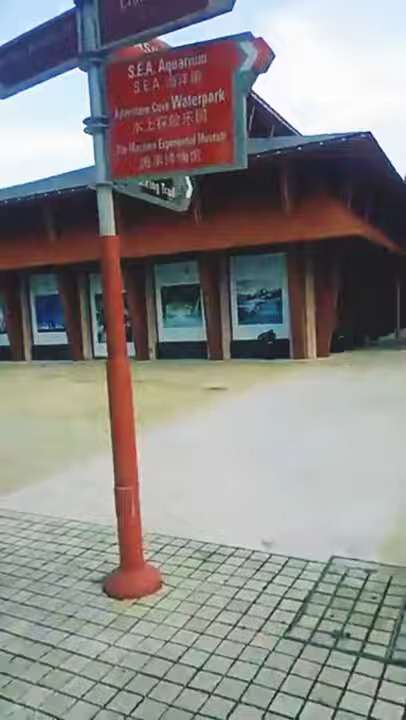 S.E.A. Aquarium
S.E.A.海洋馆
Adventure Cove Waterpark
水上探险乐园
The Maritime Experiential Museum
海事博物馆
Trail